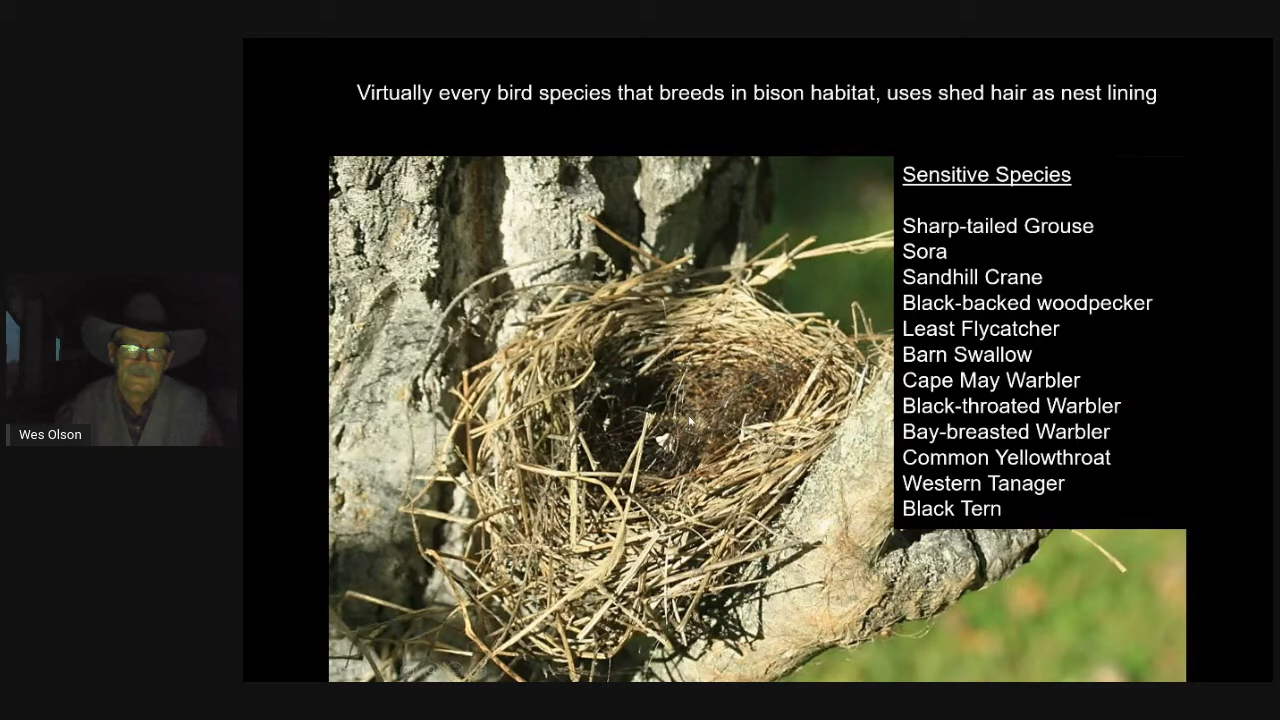 Virtually every bird species that breeds in bison habitat, uses shed hair as nest lining
Sensitive Species
Sharp-tailed Grouse
Sora
Sandhill Crane
Black-backed woodpecker
Least Flycatcher
Barn Swallow
Cape May Warbler
Black-throated Warbler
Bay-breasted Warbler
Common Yellowthroat
Western Tanager
Black Tern
Wes Olson